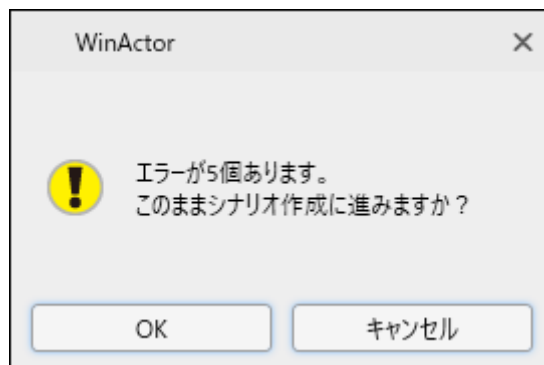 WinActor
エラーが5個あります。
このままシナリオ作成に進みますか？
OK
キャンセル